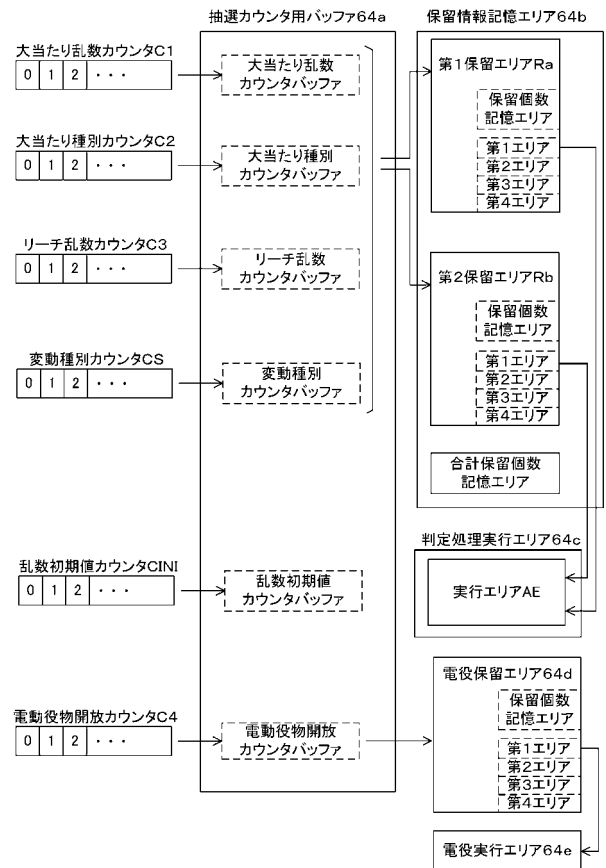 抽選カウンタ用バッファ64a
保留情報記憶エリア64b
大当たり乱数カウンタC1
0 1 2 ・・・
大当たり乱数
カウンタバッファ
大当たり種別カウンタC2
0 1 2 ・・・
大当たり種別
カウンタバッファ
リーチ乱数カウンタC3
0 1 2 ・・・
リーチ乱数
カウンタバッファ
変動種別カウンタCS
0 1 2 ・・・
変動種別
カウンタバッファ
乱数初期値カウンタCINI
0 1 2 ・・・
乱数初期値
カウンタバッファ
電動役物開放カウンタC4
0 1 2 ・・・
電動役物開放
カウンタバッファ
第1保留エリアRa
保留個数
記憶エリア
第1エリア
第2エリア
第3エリア
第4エリア
第2保留エリアRb
保留個数
記憶エリア
第1エリア
第2エリア
第3エリア
第4エリア
合計保留個数
記憶エリア
判定処理実行エリア64c
実行エリアAE
電役保留エリア64d
保留個数
記憶エリア
第1エリア
第2エリア
第3エリア
第4エリア
電役実行エリア64e